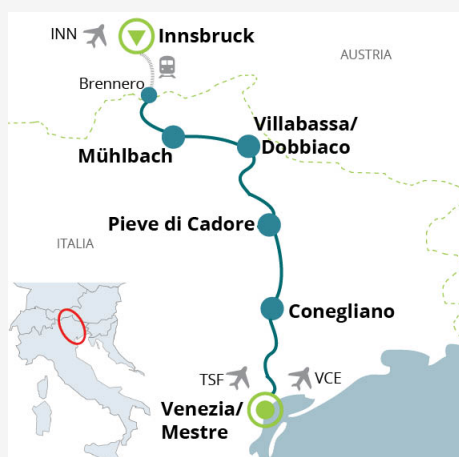 INN
Innsbruck
AUSTRIA
Brennero
Villabassa/
Dobbiaco
Mühlbach
Pieve di Cadore
ITALIA
Conegliano
TSF
VCE
Venezia/
Mestre